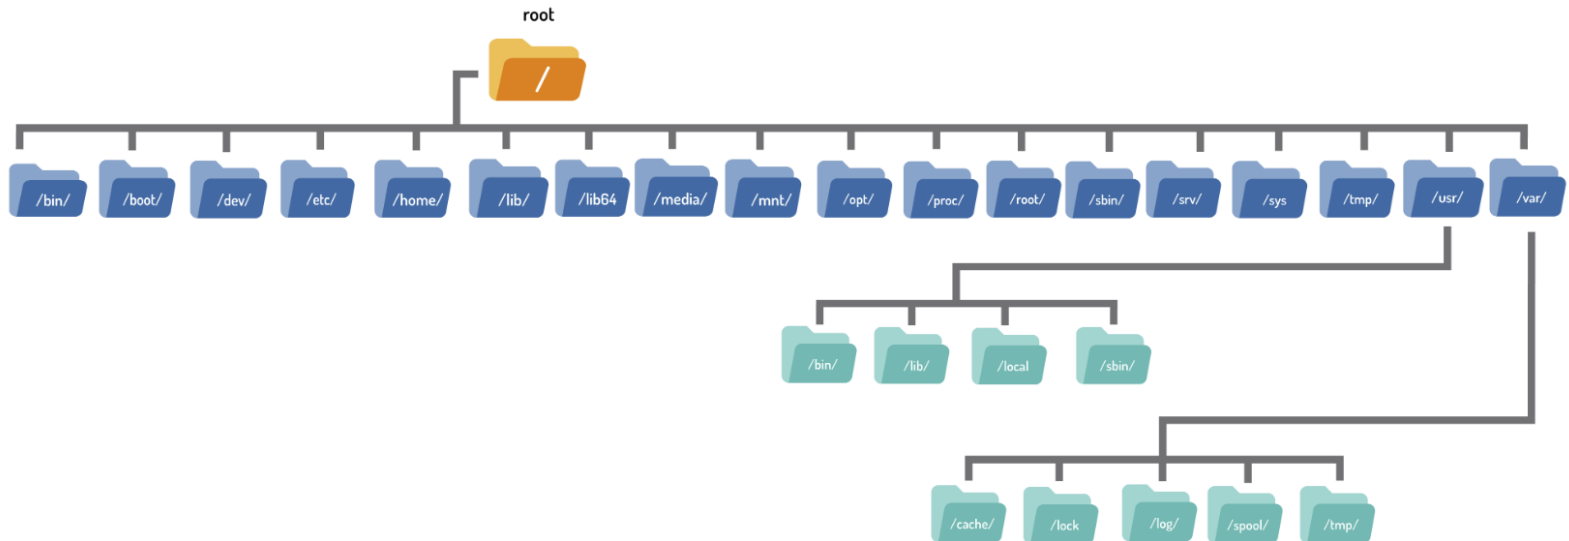 root
/
/bin/
/boot/
/dev/
/etc/
/home/
/lib/
/lib64
/media/
/mnt/
/opt/
/proc/
/root/
/sbin/
/srv/
/sys
/tmp/
/usr/
/var/
/bin/
/lib/
/local
/sbin/
/cache/
/lock
/log/
/spool/
/tmp/